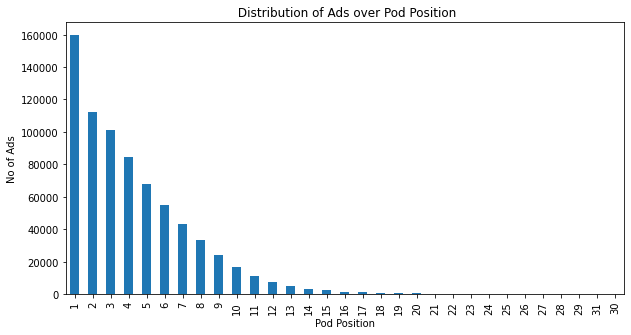 Distribution of Ads over Pod Position
160000
140000
120000
100000
80000
60000
40000
20000
0
No of Ads
1 2 3 4 5 6 7 8 9 10 11 12 13 14 15 16 17 18 19 20 21 22 23 24 25 26 27 28 29 30
Pod Position